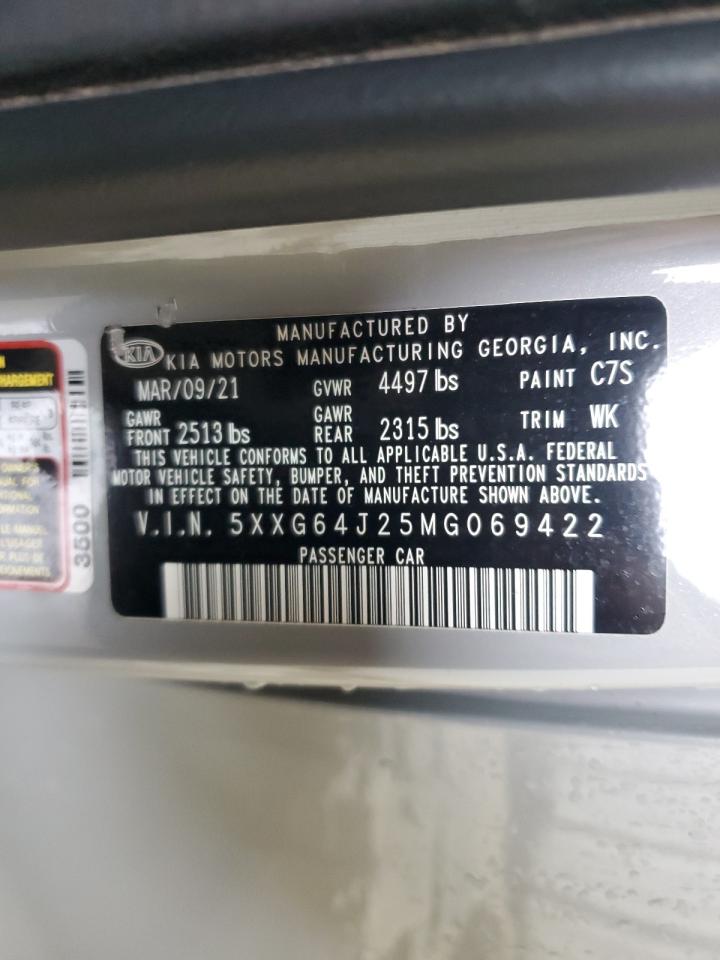 MANUFACTURED BY
KIA KIA MOTORS MANUFACTURING GEORGIA, INC.
MAR/09/21 GVWR 4497 lbs PAINT C7S
GAWR FRONT 2513 lbs GAWR REAR 2315 lbs TRIM WK
THIS VEHICLE CONFORMS TO ALL APPLICABLE U.S.A. FEDERAL
MOTOR VEHICLE SAFETY, BUMPER, AND THEFT PREVENTION STANDARDS
IN EFFECT ON THE DATE OF MANUFACTURE SHOWN ABOVE.
V.I.N. 5XXG64J25MG069422
PASSENGER CAR
3500